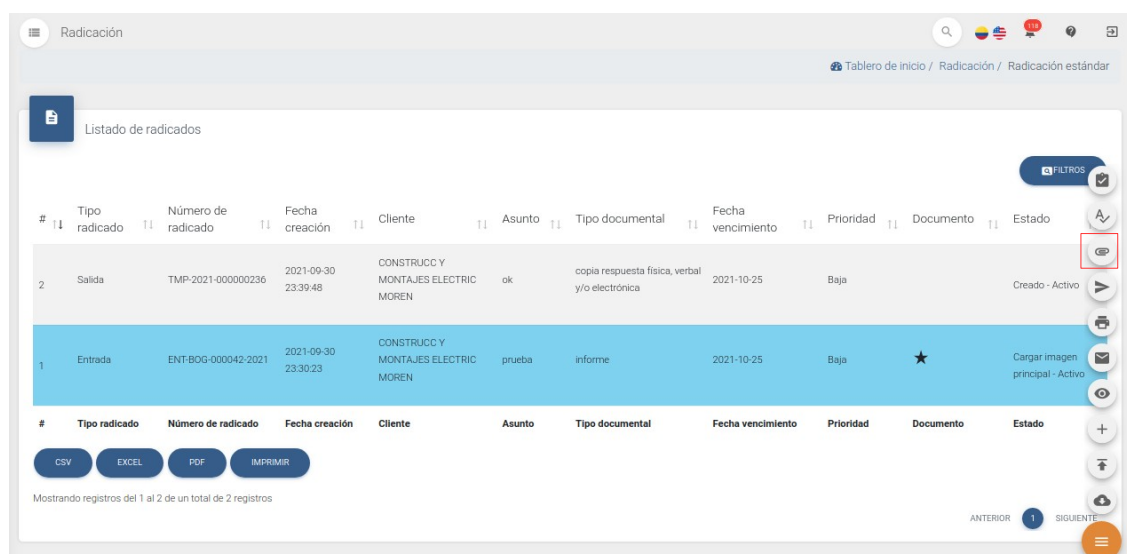 Radicación
118
Tablero de inicio / Radicación / Radicación estándar
Listado de radicados
FILTROS
# Tipo radicado Número de radicado Fecha creación Cliente Asunto Tipo documental Fecha vencimiento Prioridad Documento Estado
2 Salida TMP-2021-000000236 2021-09-30 23:39:48 CONSTRUCC Y MONTAJES ELECTRIC MOREN ok copia respuesta física, verbal y/o electrónica 2021-10-25 Baja Creado - Activo
1 Entrada ENT-BOG-000042-2021 2021-09-30 23:30:23 CONSTRUCC Y MONTAJES ELECTRIC MOREN prueba informe 2021-10-25 Baja Cargar imagen principal - Activo
# Tipo radicado Número de radicado Fecha creación Cliente Asunto Tipo documental Fecha vencimiento Prioridad Documento Estado
CSV EXCEL PDF IMPRIMIR
Mostrando registros del 1 al 2 de un total de 2 registros
ANTERIOR 1 SIGUIENTE